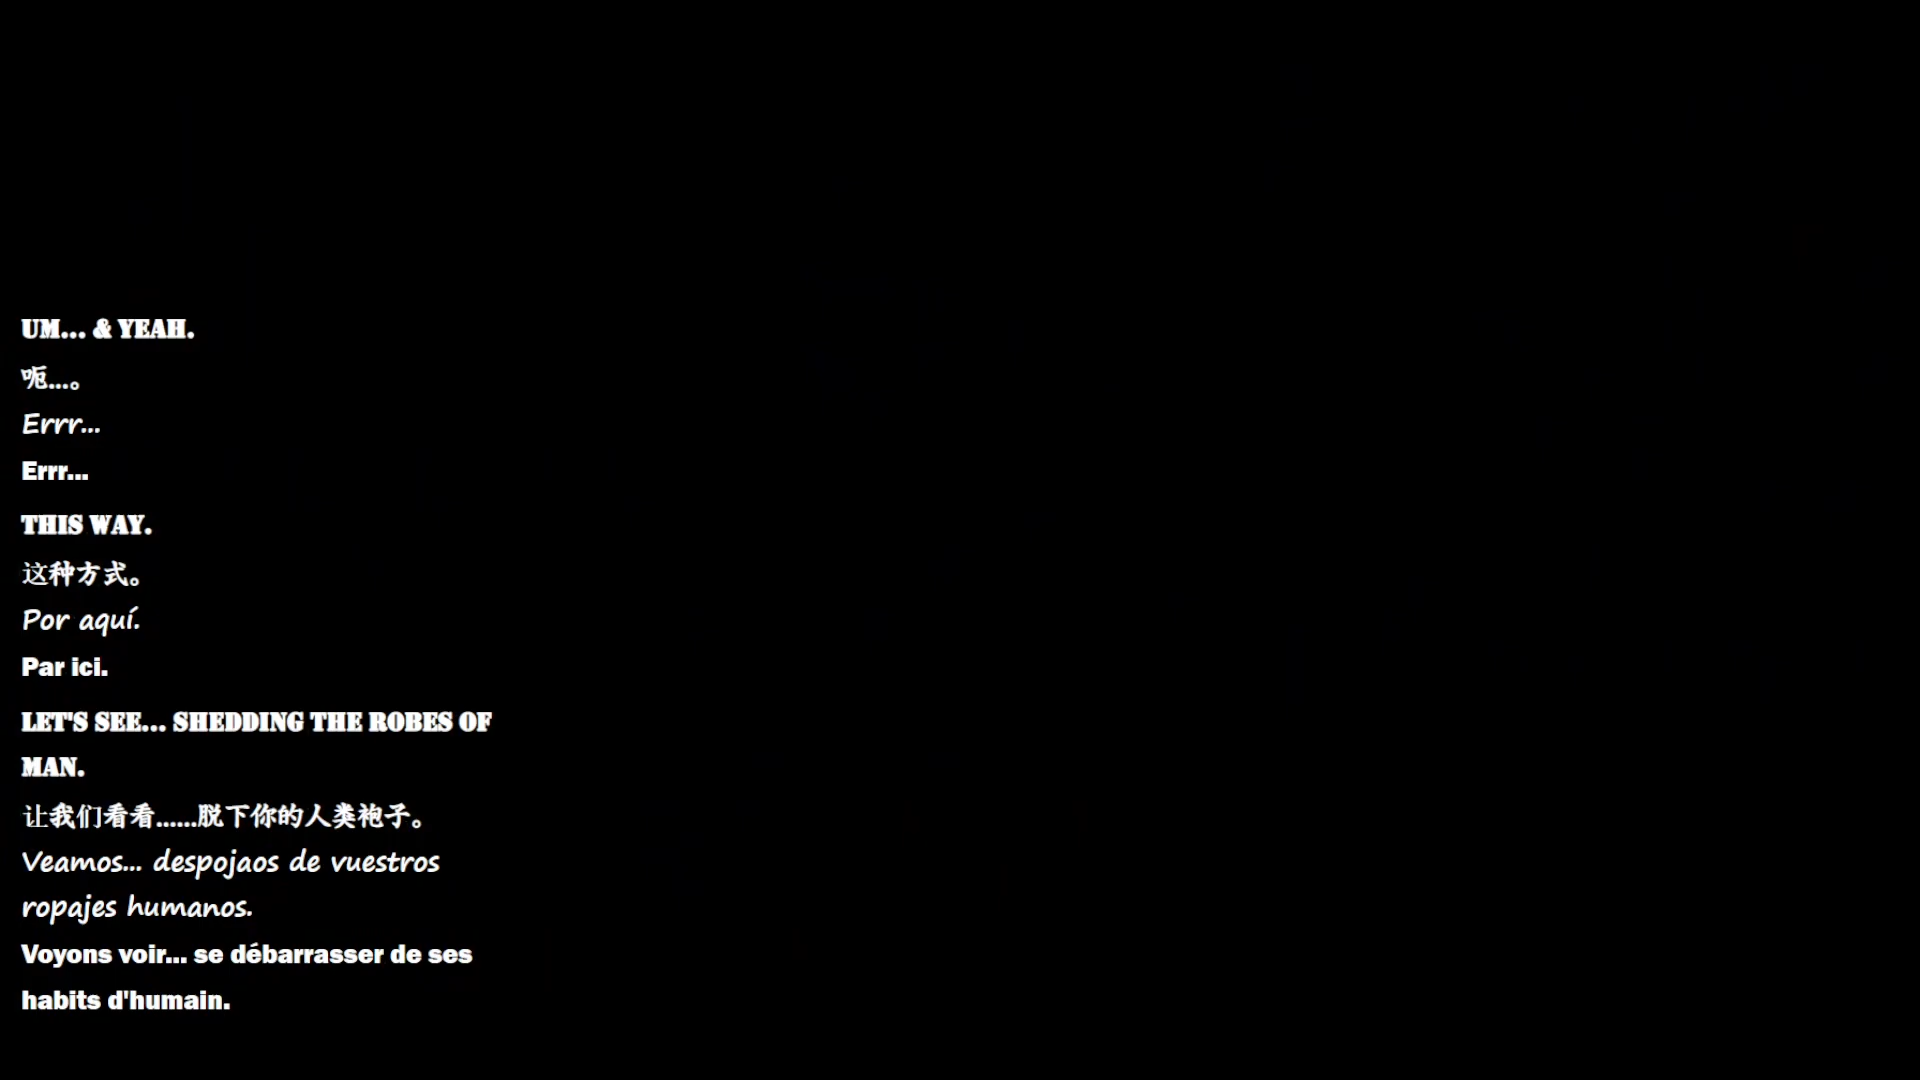 UM... & YEAH.
呃...。
Errr...
Errr...
THIS WAY.
这种方式。
Por aquí.
Par ici.
LET'S SEE... SHEDDING THE ROBES OF
MAN.
让我们看看......脱下你的人类袍子。
Veamos... despojaos de vuestros
ropajes humanos.
Voyons voir... se débarrasser de ses
habits d'humain.